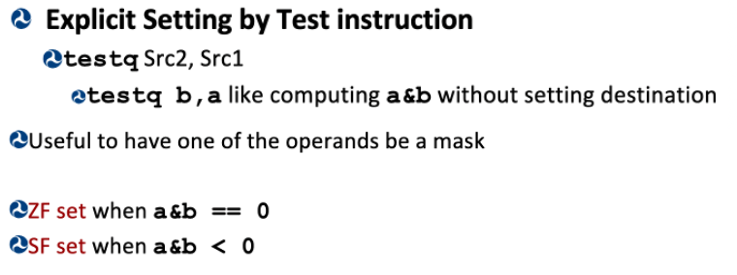 Explicit Setting by Test instruction
testq Src2, Src1
testq b,a like computing a&b without setting destination
Useful to have one of the operands be a mask
ZF set when a&b == 0
SF set when a&b < 0